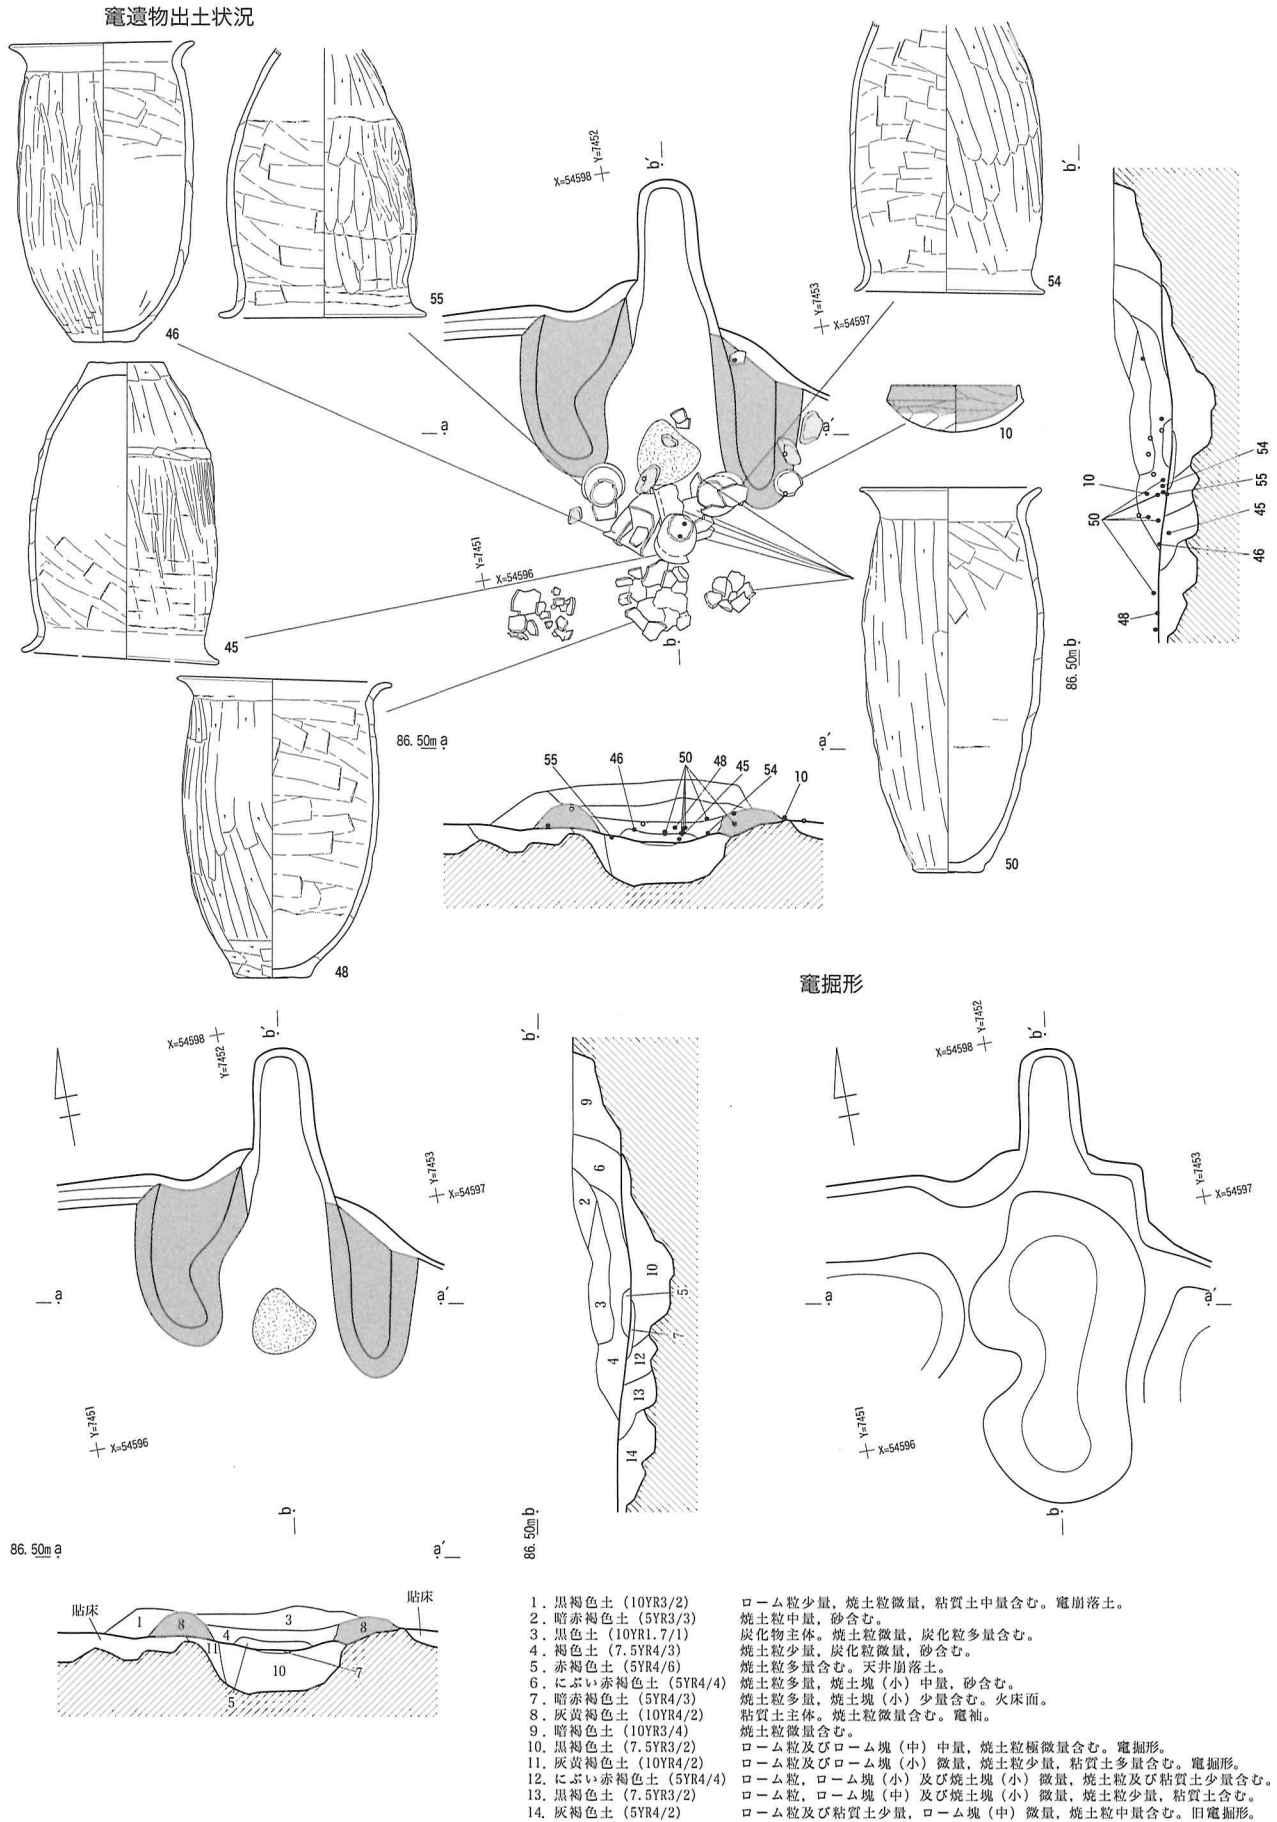 竃遺物出土状況
46
55
54
10
45
48
50
X=54598
Y=7452
b′
Y=7453
X=54597
a
a′
Y=7451
X=54596
b
b′
54
55
45
46
10
50
48
86.50m b
86.50m a
a′
55
46
50
48
45
54
10
竃掘形
X=54598
Y=7452
b′
Y=7453
X=54597
a
a′
Y=7451
X=54596
b
b′
9
6
2
10
5
3
7
4
12
13
14
86.50m b
X=54598
Y=7452
b′
Y=7453
X=54597
a
a′
Y=7451
X=54596
b
86.50m a
a′
貼床
貼床
1
8
3
4
8
11
10
7
5
1. 黒褐色土 (10YR3/2) ローム粒少量，焼土粒微量，粘質土中量含む。竃崩落土。
2. 暗赤褐色土 (5YR3/3) 焼土粒中量，砂含む。
3. 黒色土 (10YR1.7/1) 炭化物主体。焼土粒微量，炭化粒多量含む。
4. 褐色土 (7.5YR4/3) 焼土粒少量，炭化粒微量，砂含む。
5. 赤褐色土 (5YR4/6) 焼土粒多量含む。天井崩落土。
6. にぶい赤褐色土 (5YR4/4) 焼土粒多量，焼土塊（小）中量，砂含む。
7. 暗赤褐色土 (5YR4/3) 焼土粒多量，焼土塊（小）少量含む。火床面。
8. 灰黄褐色土 (10YR4/2) 粘質土主体。焼土粒微量含む。竃袖。
9. 暗褐色土 (10YR3/4) 焼土粒微量含む。
10. 黒褐色土 (7.5YR3/2) ローム粒及びローム塊（中）中量，焼土粒極微量含む。竃掘形。
11. 灰黄褐色土 (10YR4/2) ローム粒及びローム塊（小）微量，焼土粒少量，粘質土多量含む。竃掘形。
12. にぶい赤褐色土 (5YR4/4) ローム粒，ローム塊（小）及び焼土塊（小）微量，焼土粒及び粘質土少量含む。
13. 黒褐色土 (7.5YR3/2) ローム粒，ローム塊（中）及び焼土塊（小）微量，焼土粒少量，粘質土含む。
14. 灰褐色土 (5YR4/2) ローム粒及び粘質土少量，ローム塊（中）微量，焼土粒中量含む。旧竃掘形。